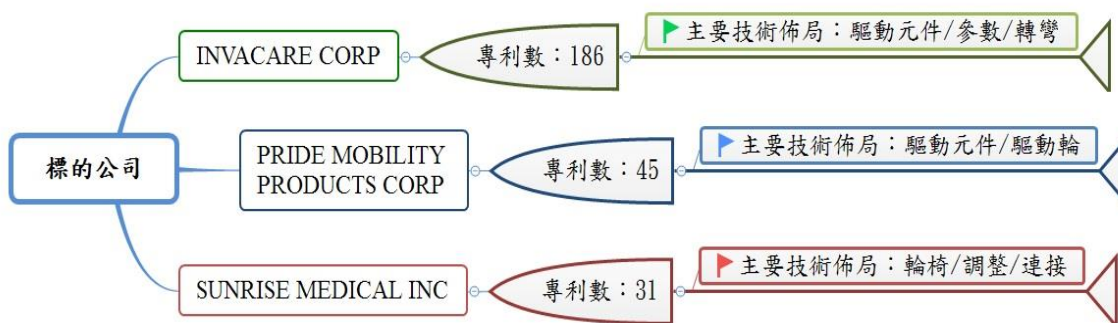 標的公司
INVACARE CORP
專利數：186
主要技術佈局：驅動元件/參數/轉彎
PRIDE MOBILITY
PRODUCTS CORP
專利數：45
主要技術佈局：驅動元件/驅動輪
SUNRISE MEDICAL INC
專利數：31
主要技術佈局：輪椅/調整/連接